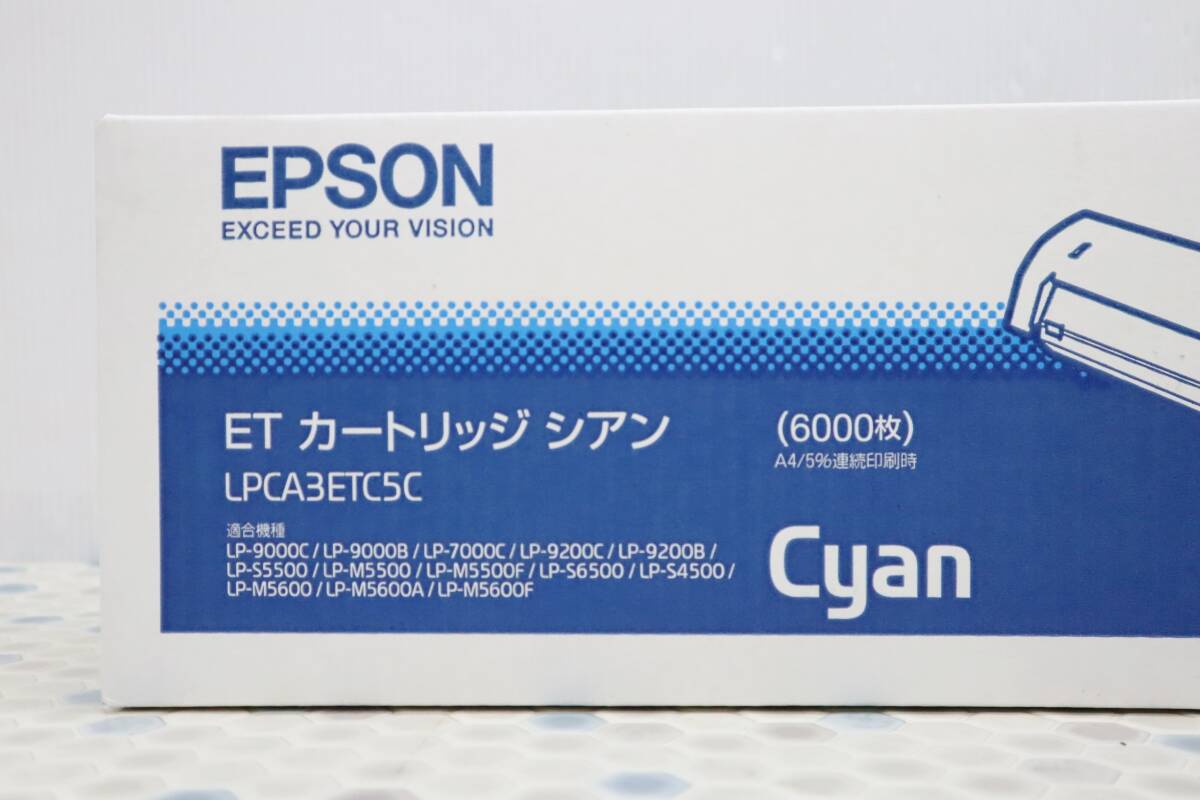 EPSON
EXCEED YOUR VISION
ET カートリッジ シアン
LPCA3ETC5C
(6000枚)
A4/5%連続印刷時
適合機種
LP-9000C / LP-9000B / LP-7000C / LP-9200C / LP-9200B /
LP-S5500 / LP-M5500 / LP-M5500F / LP-S6500 / LP-S4500 /
LP-M5600 / LP-M5600A / LP-M5600F
Cyan